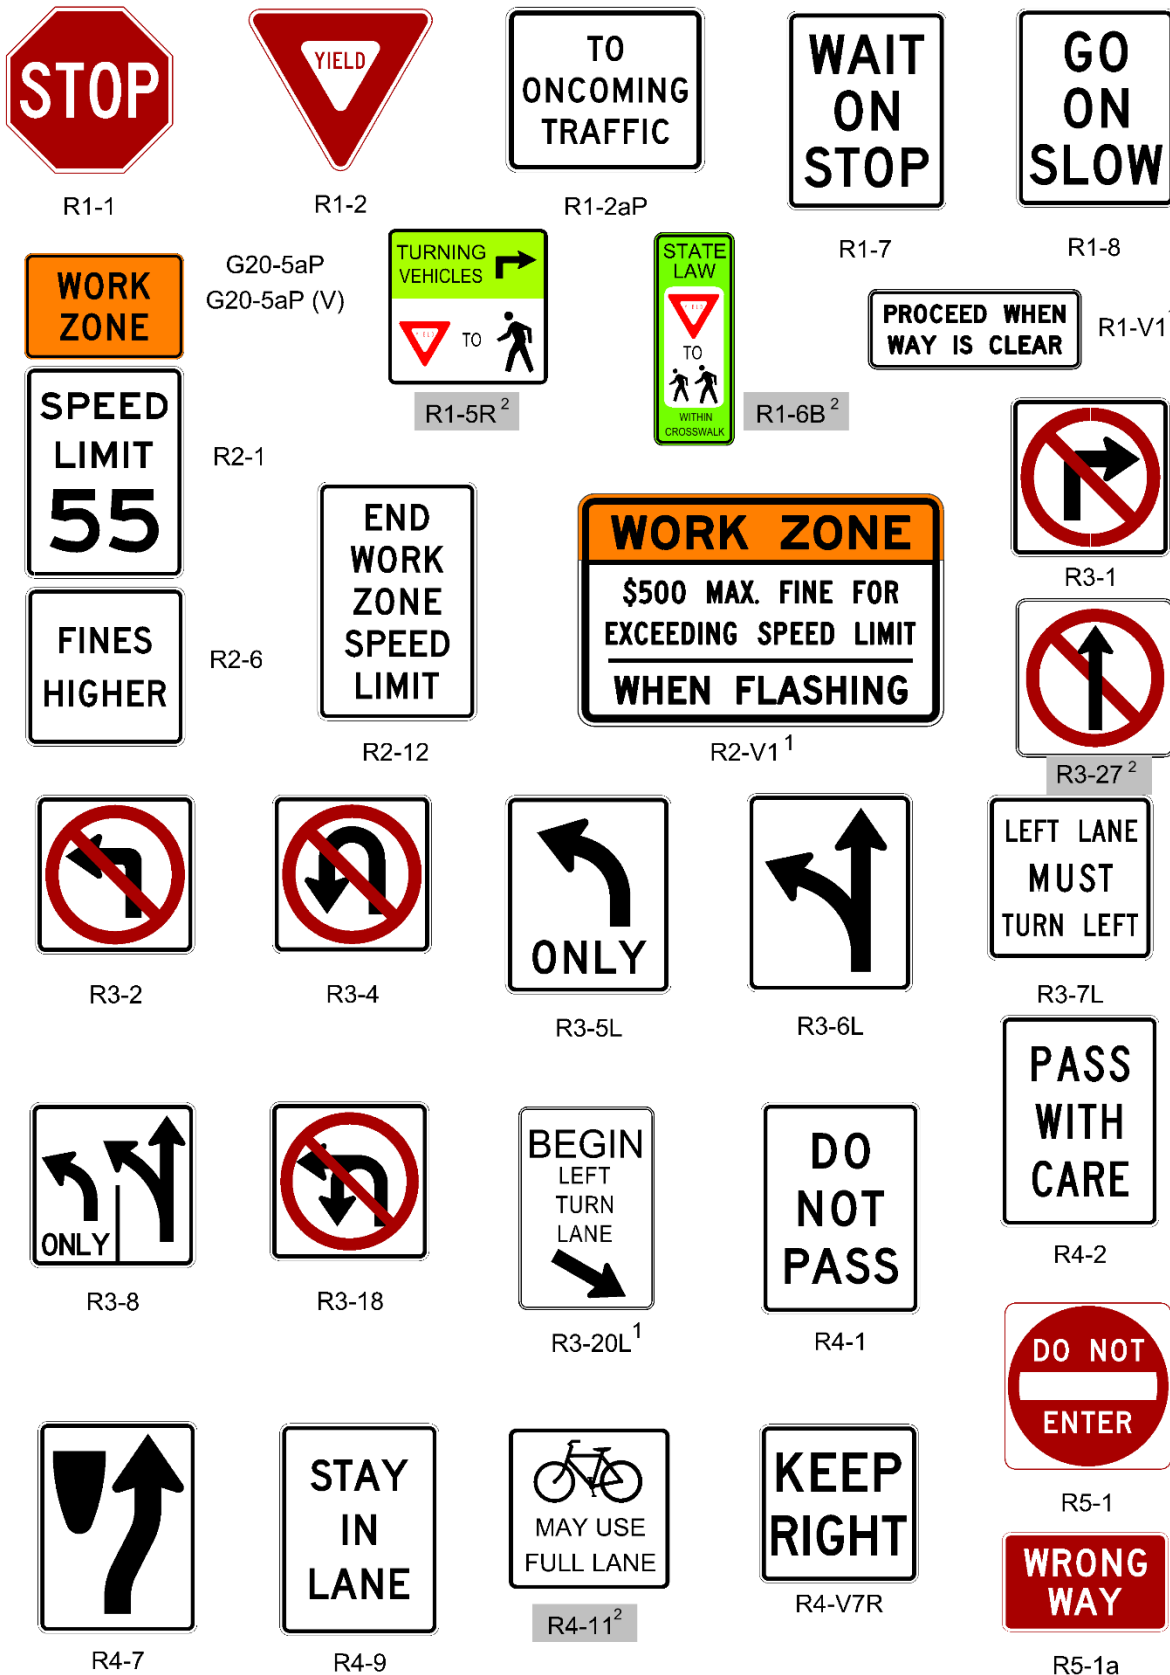 STOP
R1-1
YIELD
R1-2
TO
ONCOMING
TRAFFIC
R1-2aP
WAIT
ON
STOP
R1-7
GO
ON
SLOW
R1-8
WORK
ZONE
G20-5aP
G20-5aP (V)
TURNING
VEHICLES
YIELD
TO
R1-5R 2
STATE
LAW
YIELD
TO
WITHIN
CROSSWALK
R1-6B 2
PROCEED WHEN
WAY IS CLEAR
R1-V1
SPEED
LIMIT
55
R2-1
FINES
HIGHER
R2-6
END
WORK
ZONE
SPEED
LIMIT
R2-12
WORK ZONE
$500 MAX. FINE FOR
EXCEEDING SPEED LIMIT
WHEN FLASHING
R2-V1 1
R3-1
R3-27 2
R3-2
R3-4
ONLY
R3-5L
R3-6L
LEFT LANE
MUST
TURN LEFT
R3-7L
ONLY
R3-8
R3-18
BEGIN
LEFT
TURN
LANE
R3-20L 1
DO
NOT
PASS
R4-1
PASS
WITH
CARE
R4-2
DO NOT
ENTER
R5-1
R4-7
STAY
IN
LANE
R4-9
MAY USE
FULL LANE
R4-11 2
KEEP
RIGHT
R4-V7R
WRONG
WAY
R5-1a